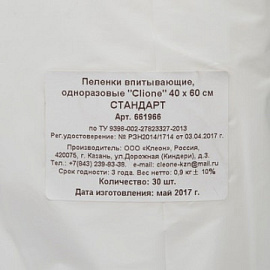 Пеленки впитывающие,
одноразовые "Clione" 40 х 60 см
СТАНДАРТ
Арт. 661966
по ТУ 9398-002-27823327-2013
Рег.удостоверение: № РЗН2014/1714 от 03.04.2017 г.
Производитель: ООО «Клеон», Россия,
420075, г. Казань, ул.Дорожная (Киндери), д.3.
Тел.: +7(843) 239-93-38. e-mail: cleone-kzn@mail.ru
Срок годности: 3 года. Вес нетто: 0,9 кг ± 10%
Количество: 30 шт.
Дата изготовления: май 2017 г.